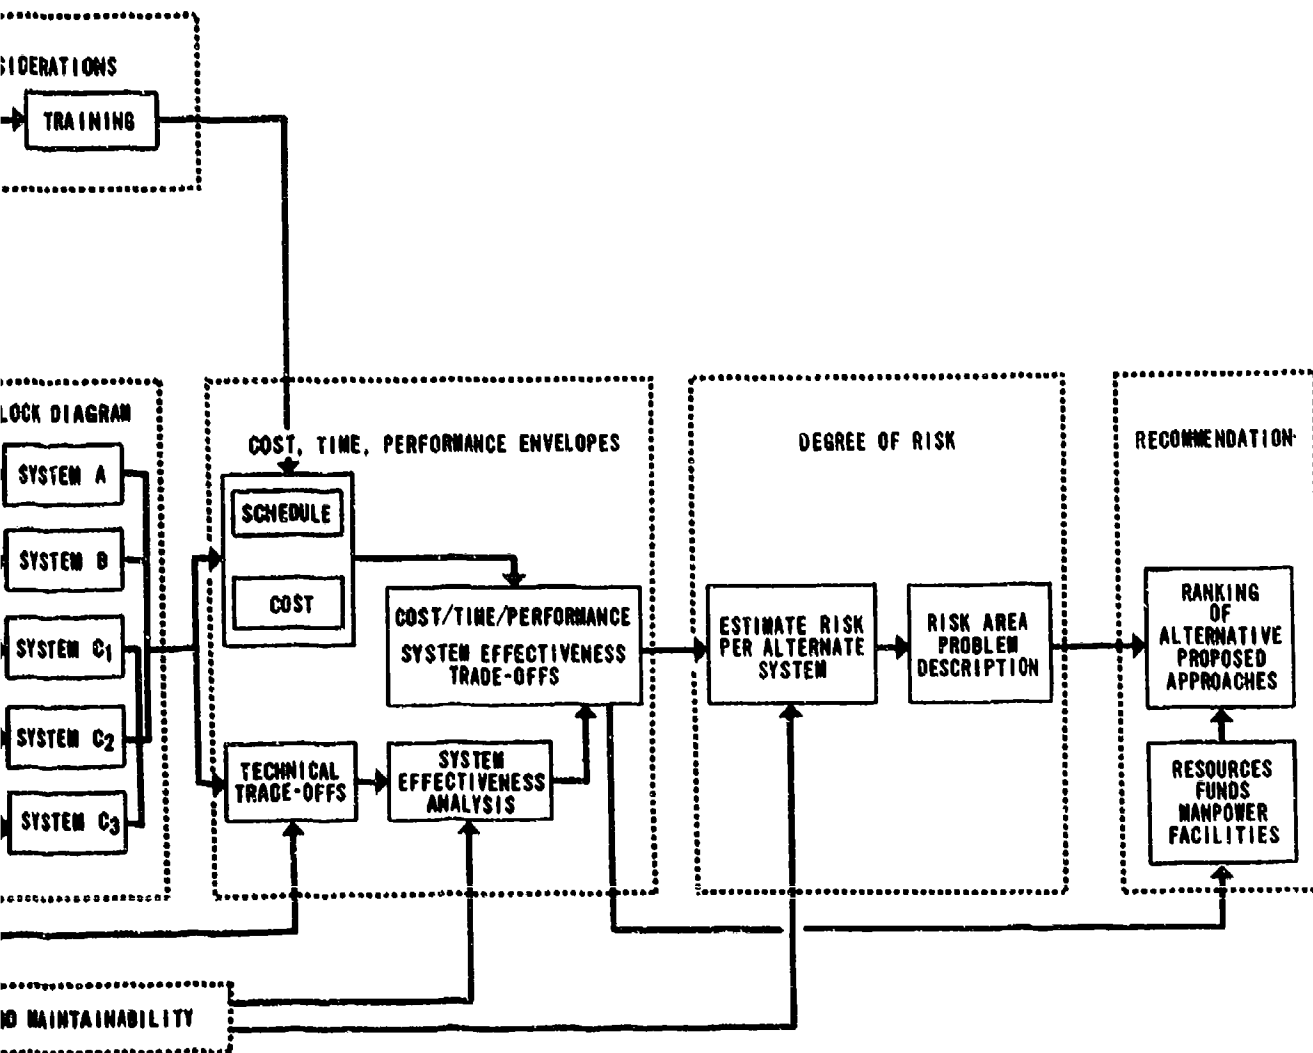 SIDERATIONS
TRAINING
LOCK DIAGRAM
SYSTEM A
SYSTEM B
SYSTEM C1
SYSTEM C2
SYSTEM C3
COST, TIME, PERFORMANCE ENVELOPES
SCHEDULE
COST
COST/TIME/PERFORMANCE
SYSTEM EFFECTIVENESS
TRADE-OFFS
TECHNICAL
TRADE-OFFS
SYSTEM
EFFECTIVENESS
ANALYSIS
DEGREE OF RISK
ESTIMATE RISK
PER ALTERNATE
SYSTEM
RISK AREA
PROBLEM
DESCRIPTION
RECOMMENDATION
RANKING
OF
ALTERNATIVE
PROPOSED
APPROACHES
RESOURCES
FUNDS
MANPOWER
FACILITIES
ND MAINTAINABILITY